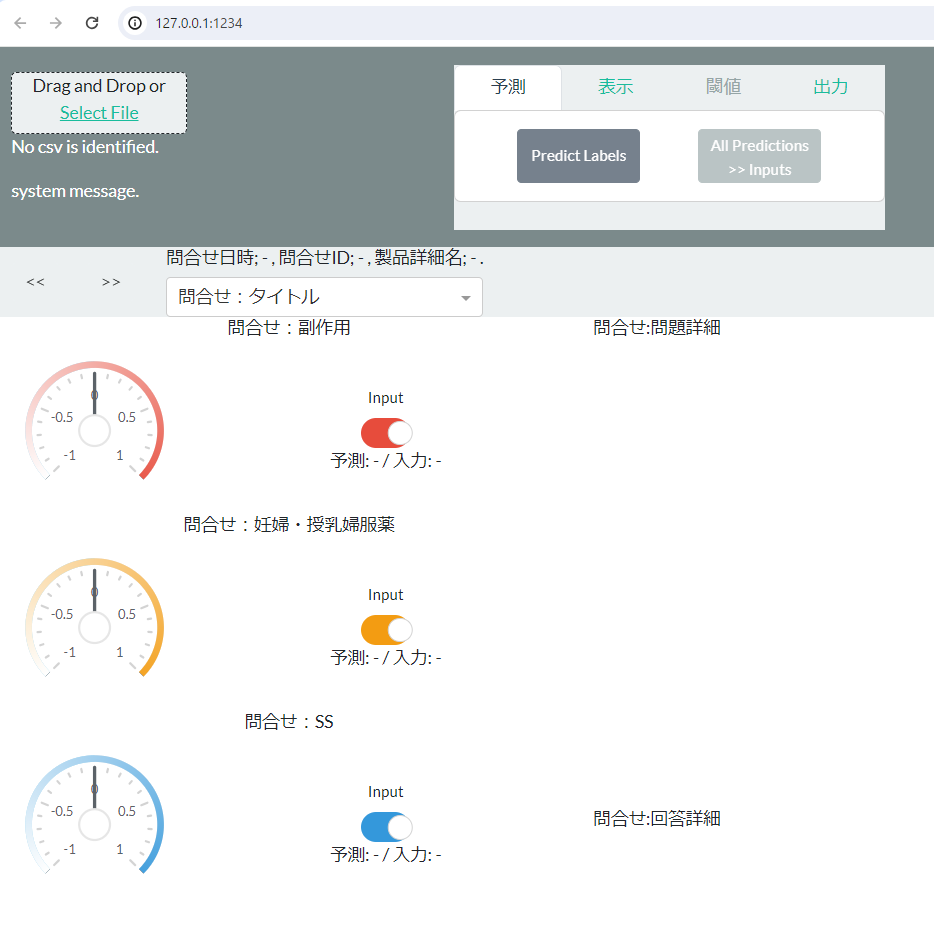 127.0.0.1:1234
Drag and Drop or
Select File
No csv is identified.
system message.
予測 表示 閾値 出力
Predict Labels
All Predictions
>> Inputs
<< >>
問合せ日時; - , 問合せID; - , 製品詳細名; - .
問合せ：タイトル
問合せ：副作用
-1 -0.5 0 0.5 1
Input
予測: - / 入力: -
問合せ：妊婦・授乳婦服薬
-1 -0.5 0 0.5 1
Input
予測: - / 入力: -
問合せ：SS
-1 -0.5 0 0.5 1
Input
予測: - / 入力: -
問合せ:問題詳細
問合せ:回答詳細